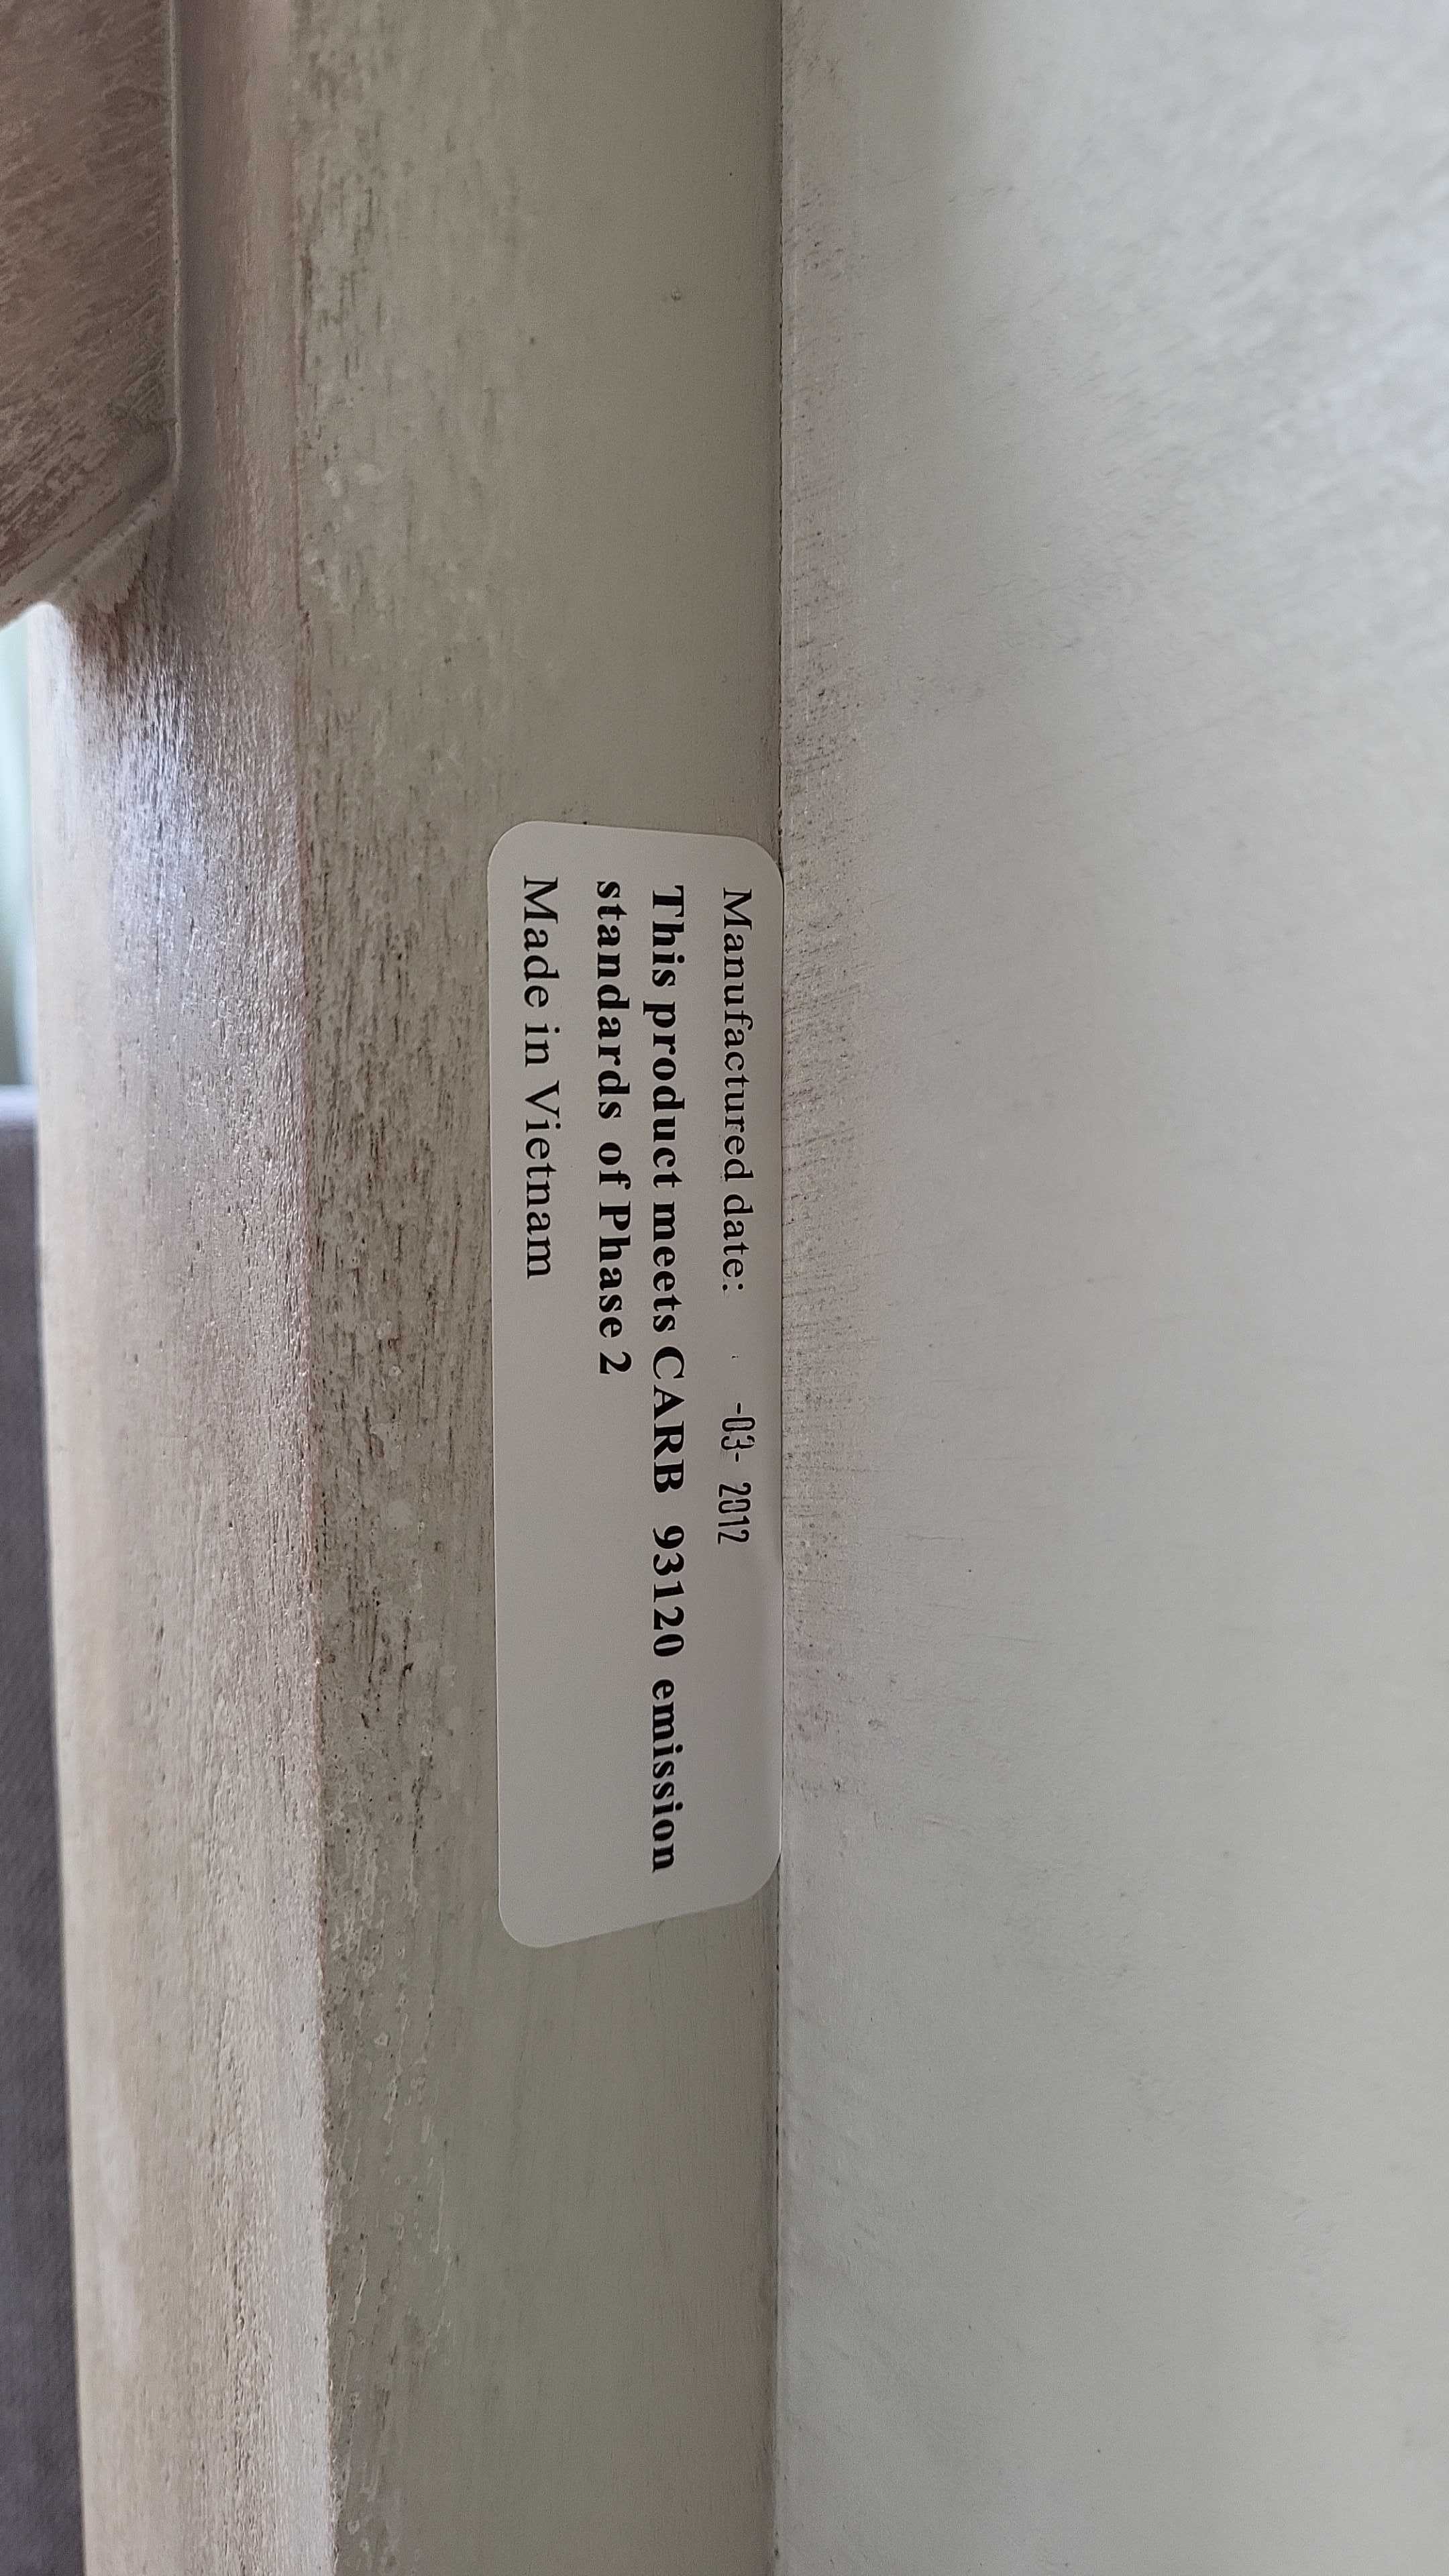 Manufactured date: -03- 2012
This product meets CARB 93120 emission
standards of Phase 2
Made in Vietnam